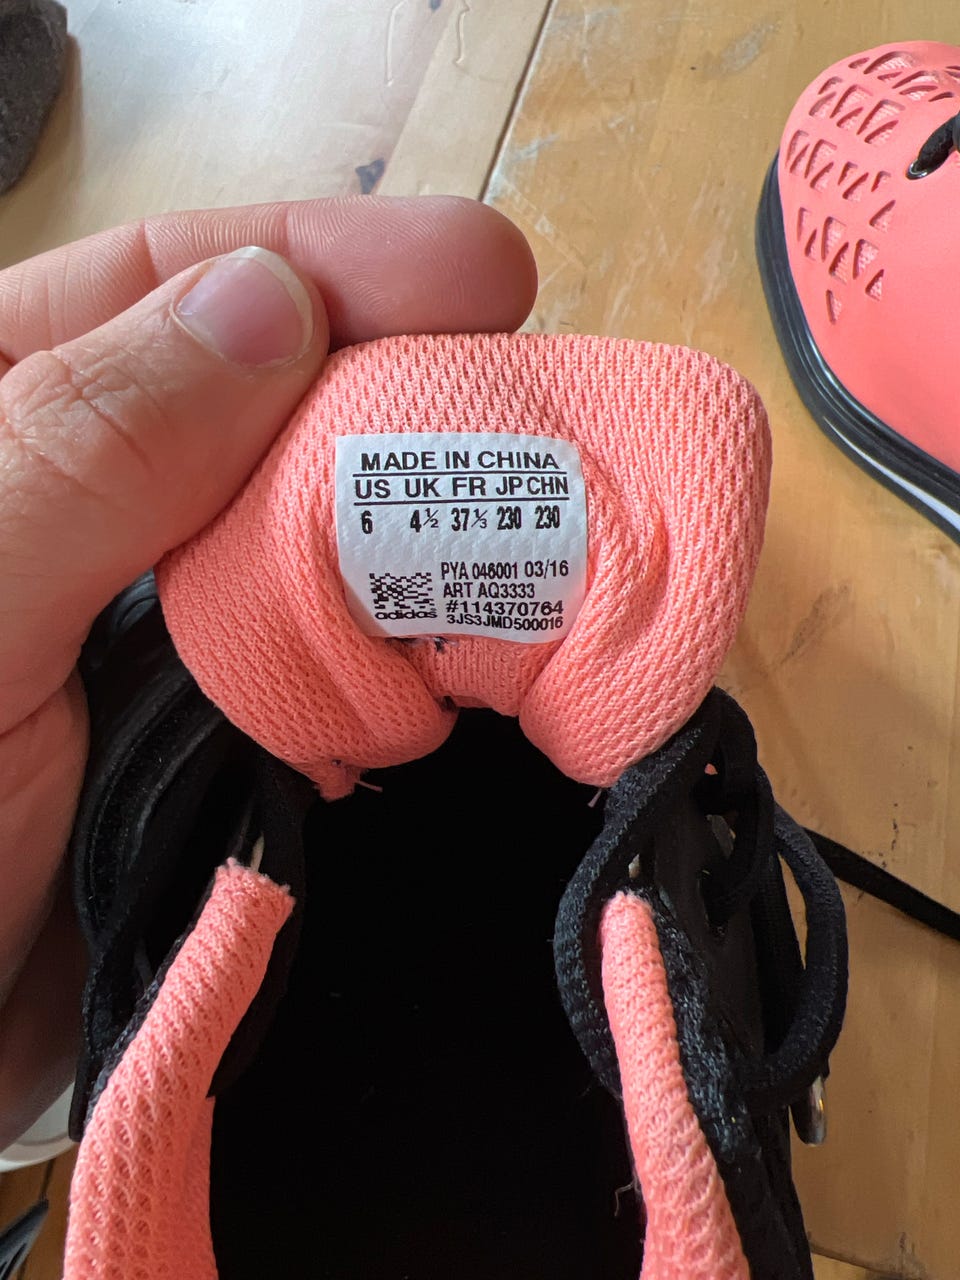 MADE IN CHINA
US UK FR JP CHN
6 4½ 37⅓ 230 230
PYA 046001 03/16
ART AQ3333
#114370764
adidas 3JS3JMD500016